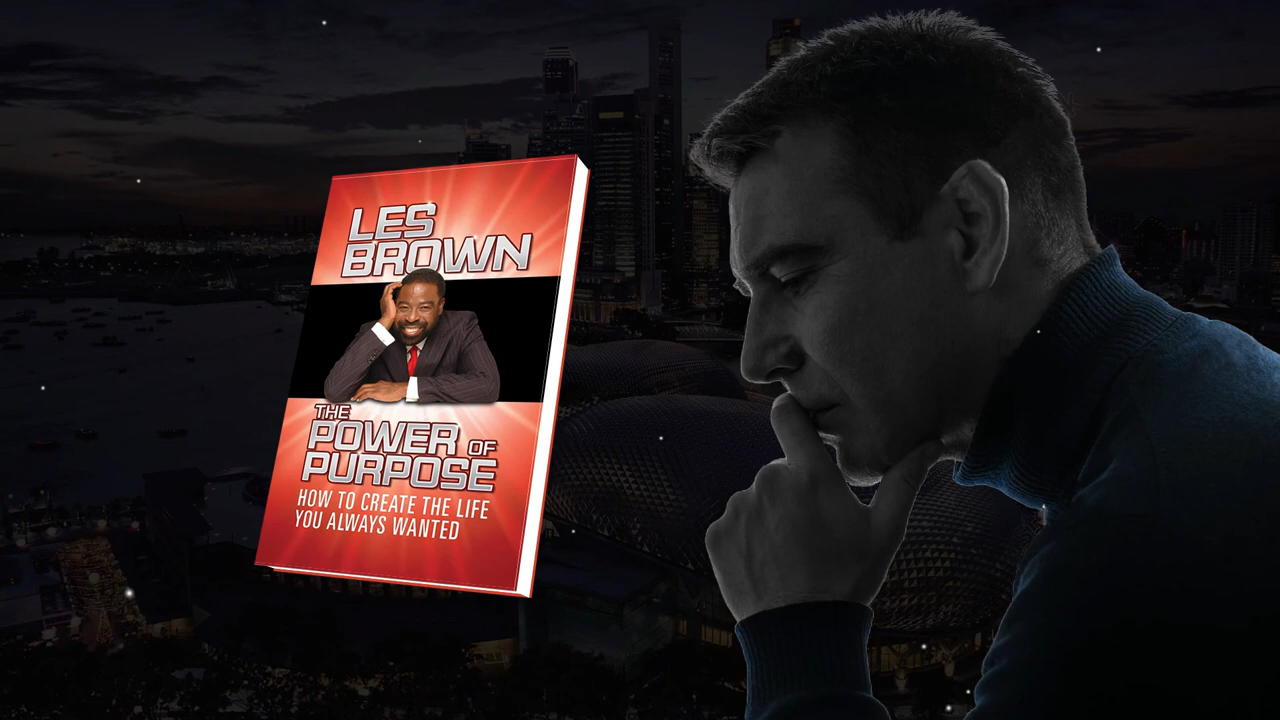 LES
BROWN
THE
POWER OF
PURPOSE
HOW TO CREATE THE LIFE
YOU ALWAYS WANTED